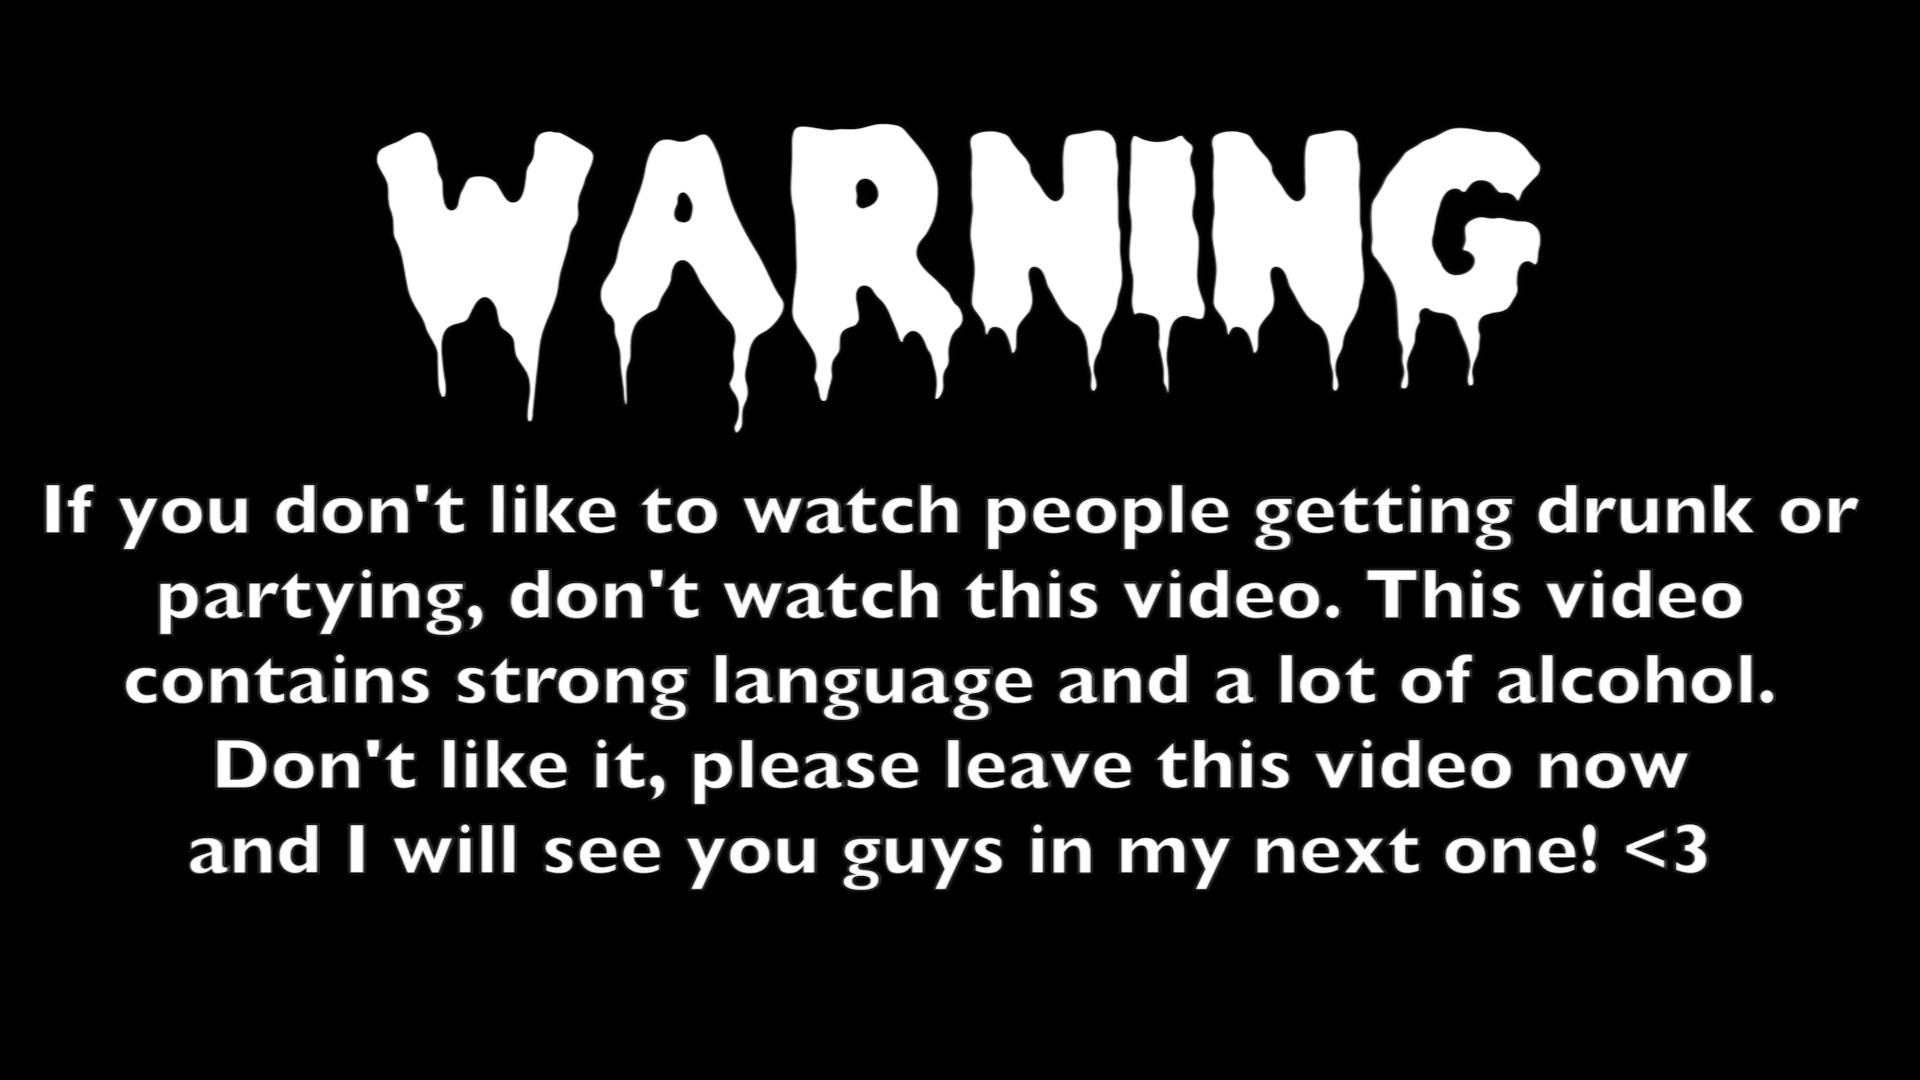 WARNING
If you don't like to watch people getting drunk or
partying, don't watch this video. This video
contains strong language and a lot of alcohol.
Don't like it, please leave this video now
and I will see you guys in my next one! <3